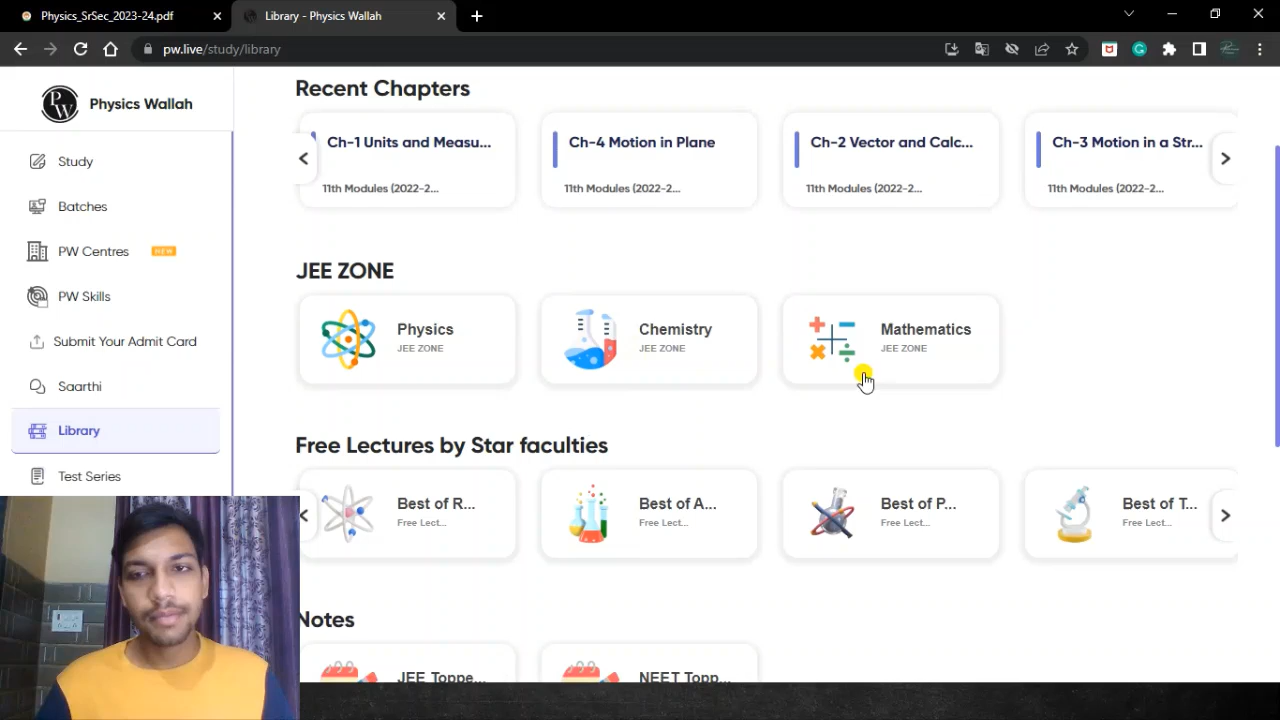 Physics_SrSec_2023-24.pdf
Library - Physics Wallah
pw.live/study/library
PW
Physics Wallah
Study
Batches
PW Centres NEW
PW Skills
Submit Your Admit Card
Saarthi
Library
Test Series
Recent Chapters
Ch-1 Units and Measu...
11th Modules (2022-2...
Ch-4 Motion in Plane
11th Modules (2022-2...
Ch-2 Vector and Calc...
11th Modules (2022-2...
Ch-3 Motion in a Str...
11th Modules (2022-2...
JEE ZONE
Physics
JEE ZONE
Chemistry
JEE ZONE
Mathematics
JEE ZONE
Free Lectures by Star faculties
Best of R...
Free Lect...
Best of A...
Free Lect...
Best of P...
Free Lect...
Best of T...
Free Lect...
Notes
JEE Toppe...
NEET Topp...